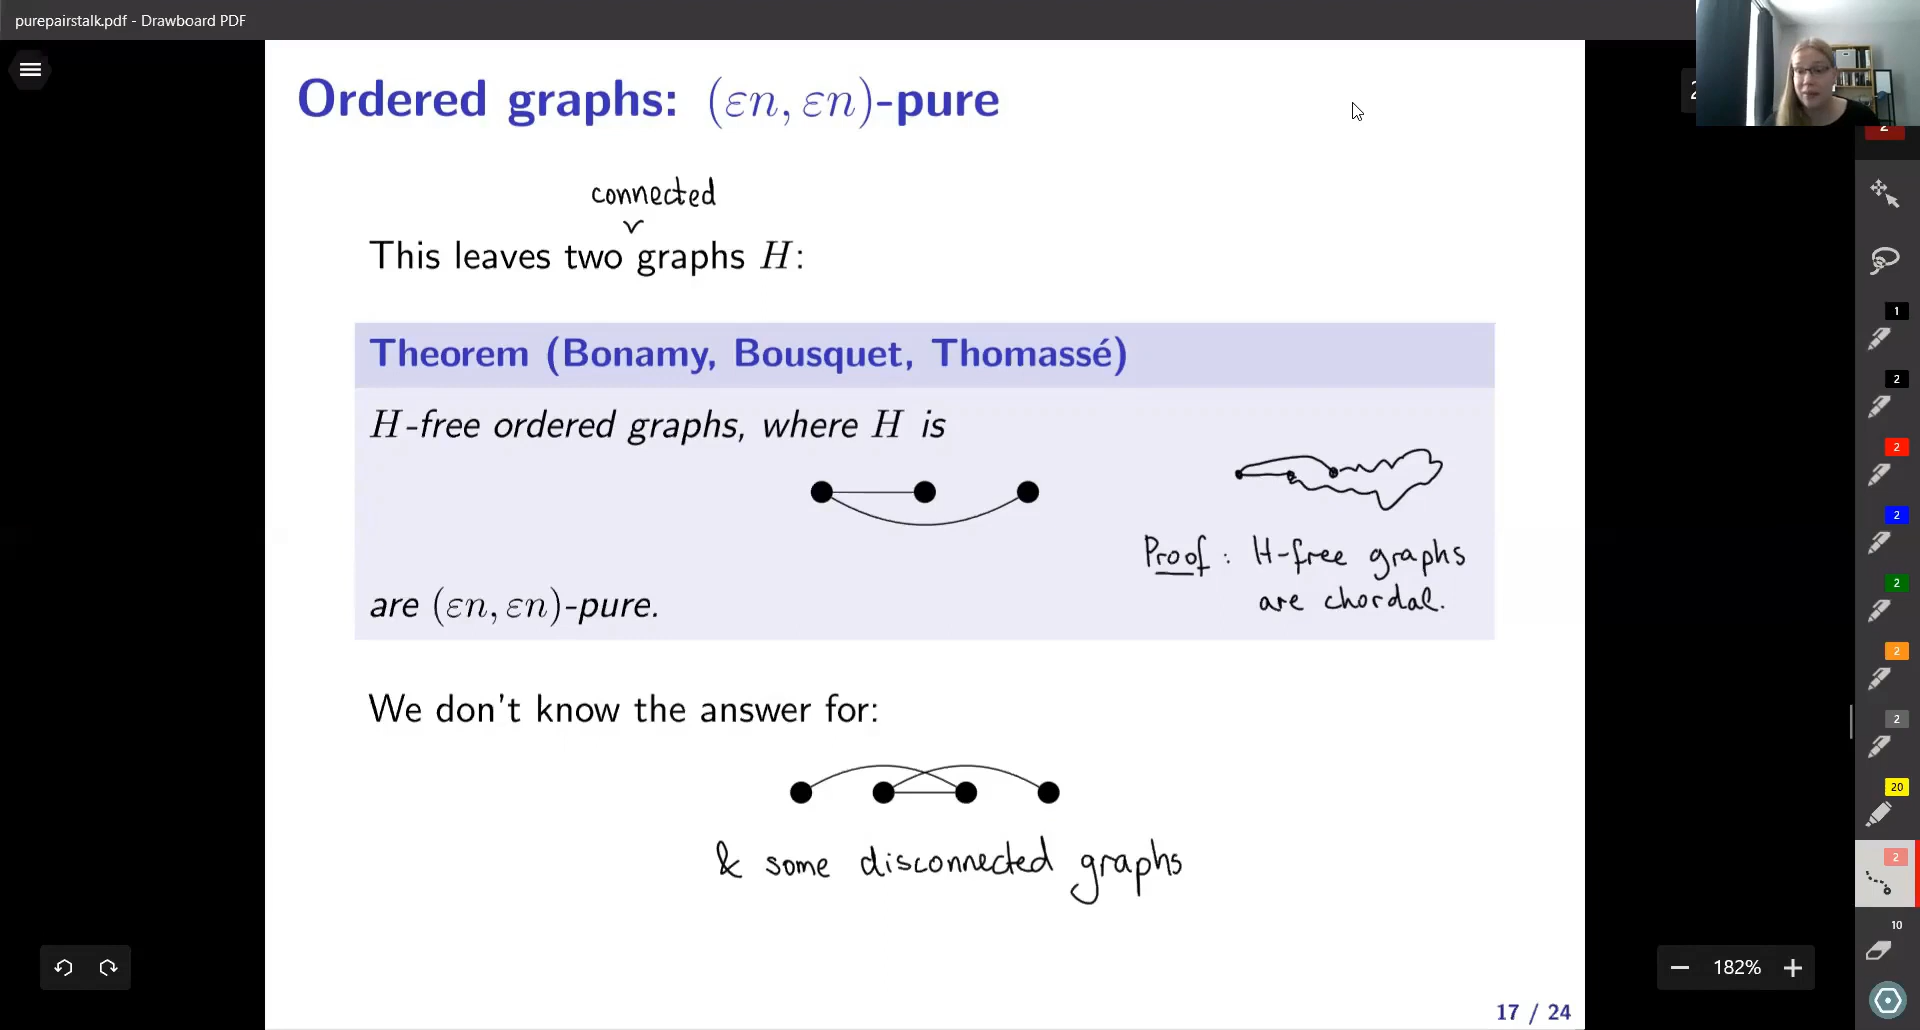 purepairstalk.pdf - Drawboard PDF
Ordered graphs: (εn, εn)-pure
connected
This leaves two graphs H:
Theorem (Bonamy, Bousquet, Thomassé)
H-free ordered graphs, where H is
Proof: H-free graphs
are chordal.
are (εn, εn)-pure.
We don't know the answer for:
& some disconnected graphs
17 / 24
182%
2
2
1
2
2
2
2
2
2
20
2
10